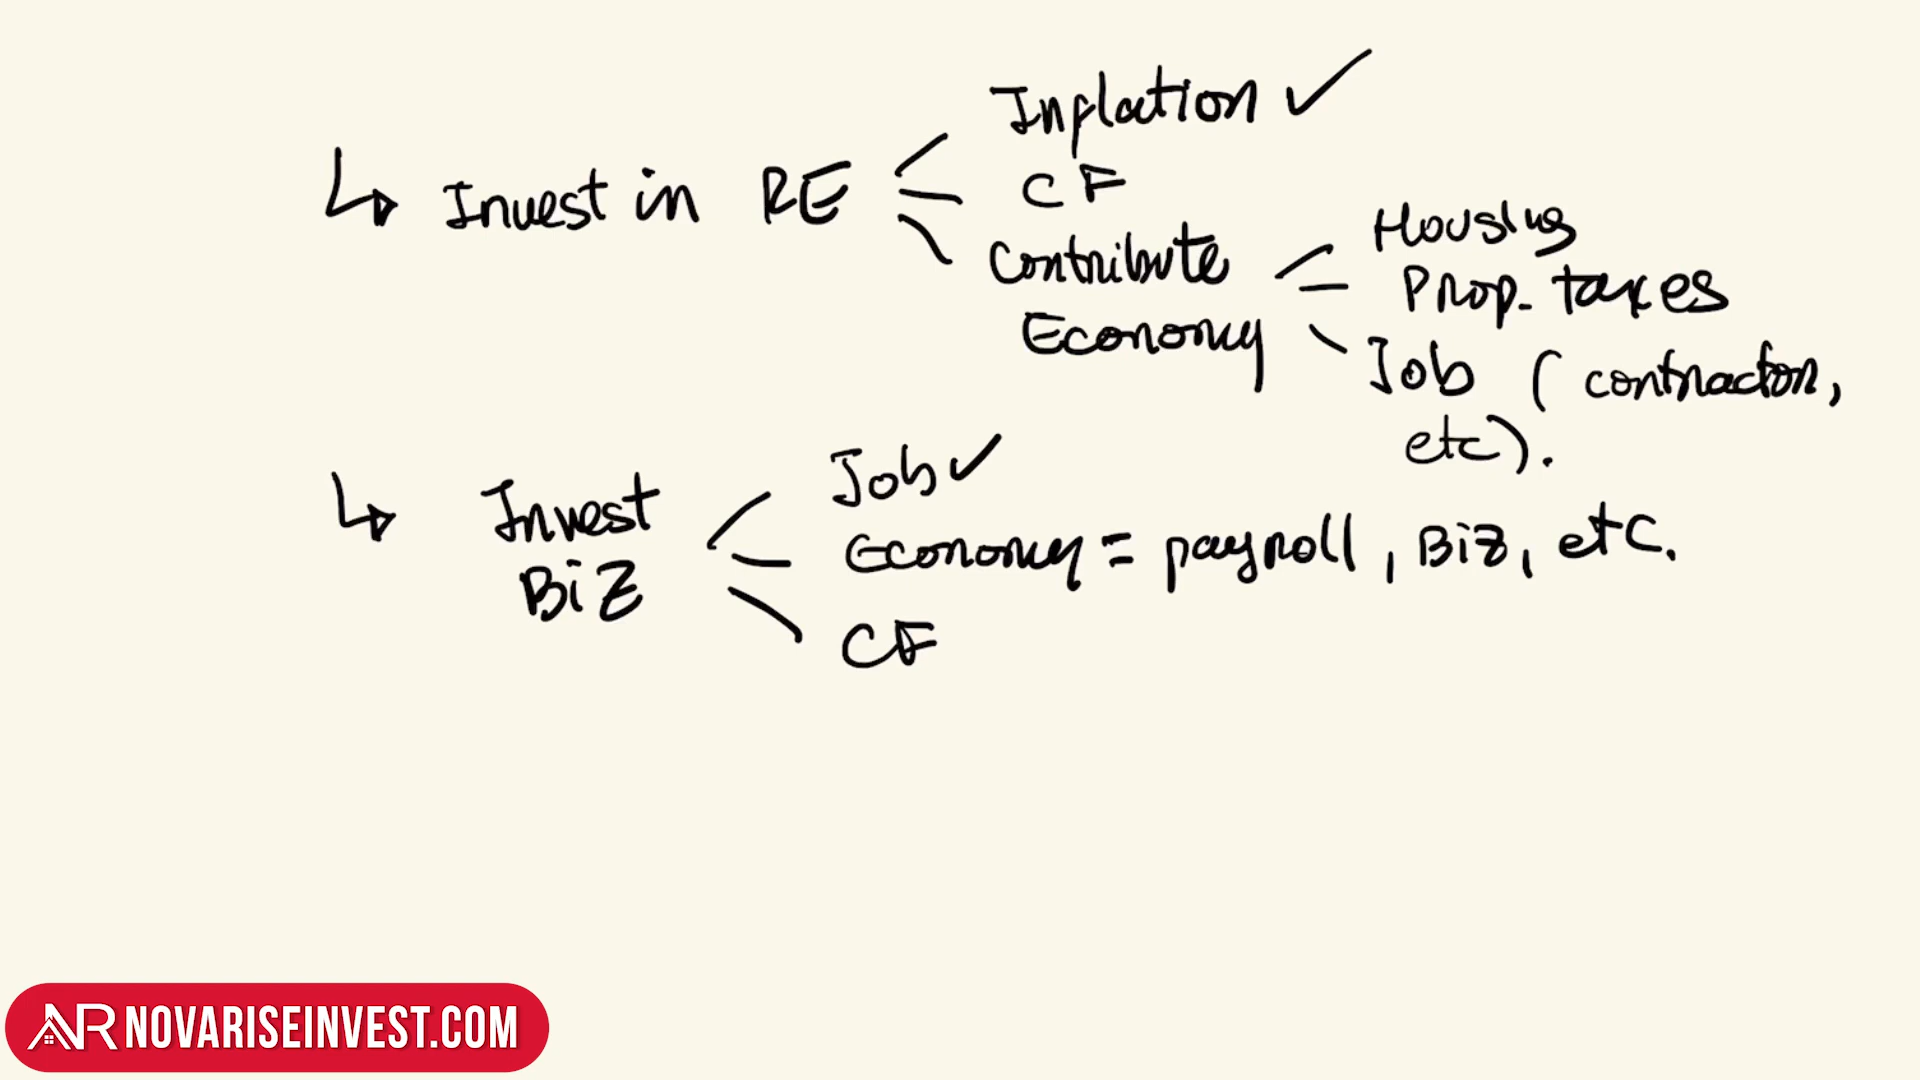 Inflation ✓
↳ Invest in RE
CF
Contribute
Economy
Housing
Prop. taxes
Job (contractor,
etc).
Job ✓
↳ Invest
Biz
Economy = payroll, Biz, etc.
CF
NR NOVARISEINVEST.COM